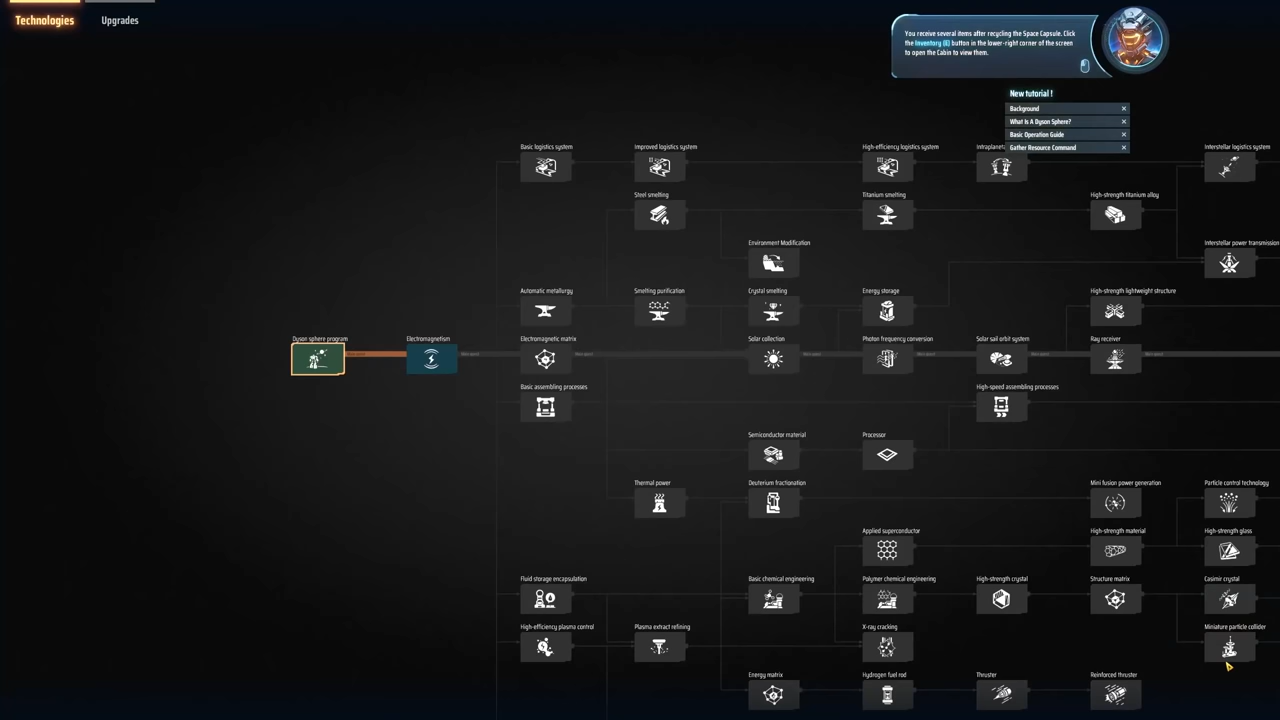 Technologies
Upgrades
You receive several items after recycling the Space Capsule. Click
the Inventory [E] button in the lower-right corner of the screen
to open the Cabin to view them.
New tutorial !
Background
What Is A Dyson Sphere?
Basic Operation Guide
Gather Resource Command
Basic logistics system
Improved logistics system
High-efficiency logistics system
Interstellar logistics system
Steel smelting
Titanium smelting
High-strength titanium alloy
Environment Modification
Interstellar power transmission
Automatic metallurgy
Smelting purification
Crystal smelting
Energy storage
High-strength lightweight structure
Dyson sphere program
Electromagnetism
Electromagnetic matrix
Solar collection
Photon frequency conversion
Solar sail orbit system
Ray receiver
Basic assembling processes
High-speed assembling processes
Semiconductor material
Processor
Thermal power
Deuterium fractionation
Mini fusion power generation
Particle control technology
Applied superconductor
High-strength material
High-strength glass
Fluid storage encapsulation
Basic chemical engineering
Polymer chemical engineering
High-strength crystal
Structure matrix
Casimir crystal
High-efficiency plasma control
Plasma extract refining
X-ray cracking
Miniature particle collider
Energy matrix
Hydrogen fuel rod
Thruster
Reinforced thruster